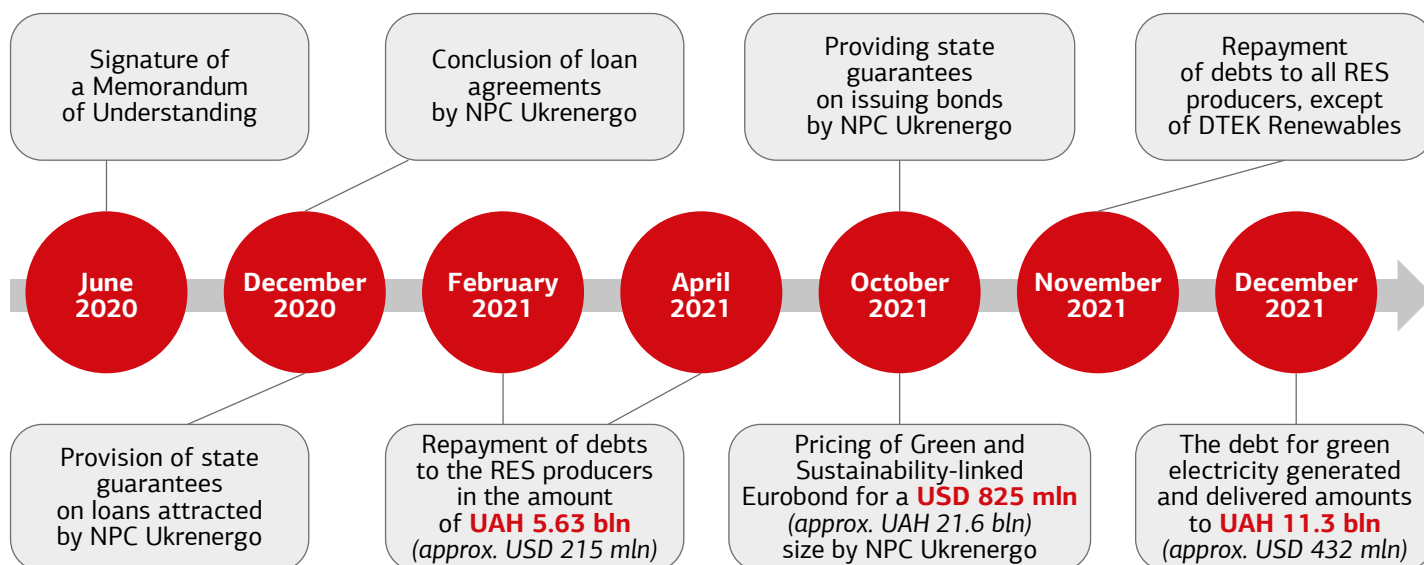 Signature of
a Memorandum
of Understanding
Conclusion of loan
agreements
by NPC Ukrenergo
Providing state
guarantees
on issuing bonds
by NPC Ukrenergo
Repayment
of debts to all RES
producers, except
of DTEK Renewables
June
2020
December
2020
February
2021
April
2021
October
2021
November
2021
December
2021
Provision of state
guarantees
on loans attracted
by NPC Ukrenergo
Repayment of debts
to the RES producers
in the amount
of UAH 5.63 bln
(approx. USD 215 mln)
Pricing of Green and
Sustainability-linked
Eurobond for a USD 825 mln
(approx. UAH 21.6 bln)
size by NPC Ukrenergo
The debt for green
electricity generated
and delivered amounts
to UAH 11.3 bln
(approx. USD 432 mln)